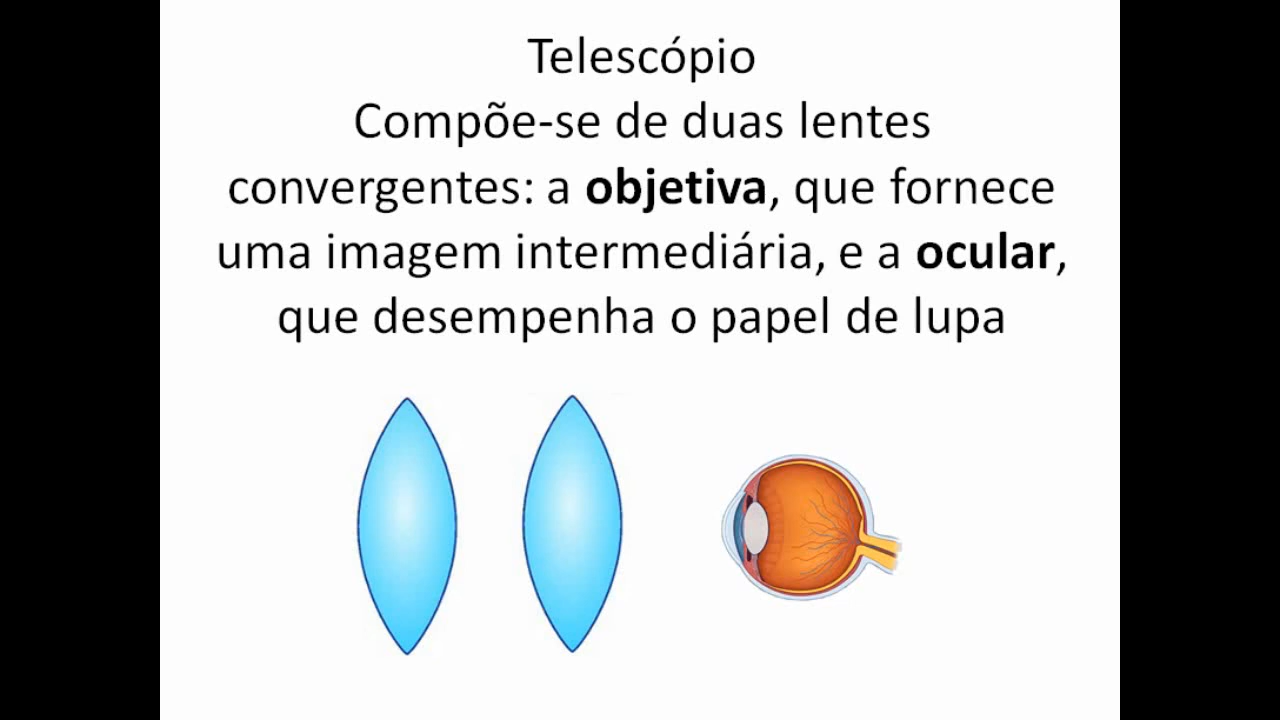 Telescópio
Compõe-se de duas lentes
convergentes: a objetiva, que fornece
uma imagem intermediária, e a ocular,
que desempenha o papel de lupa